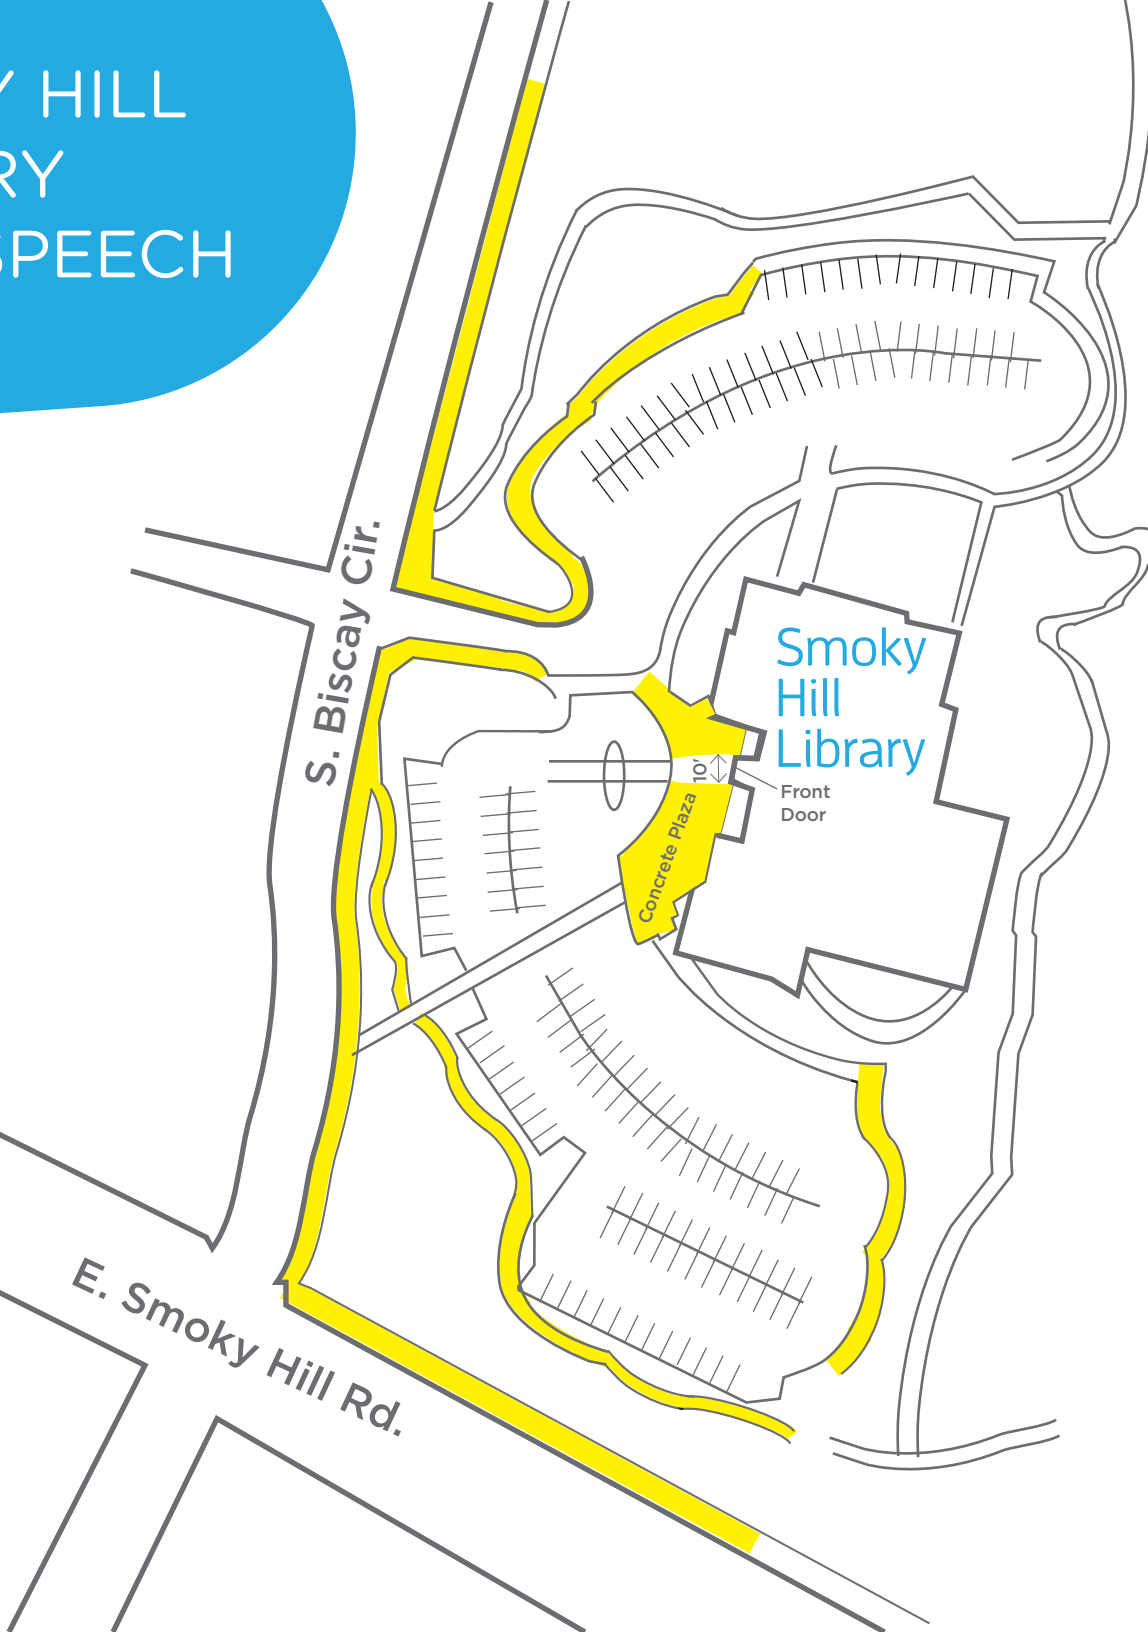 Y HILL
RY
SPEECH
S. Biscay Cir.
Smoky
Hill
Library
10'
Front
Door
Concrete Plaza
E. Smoky Hill Rd.